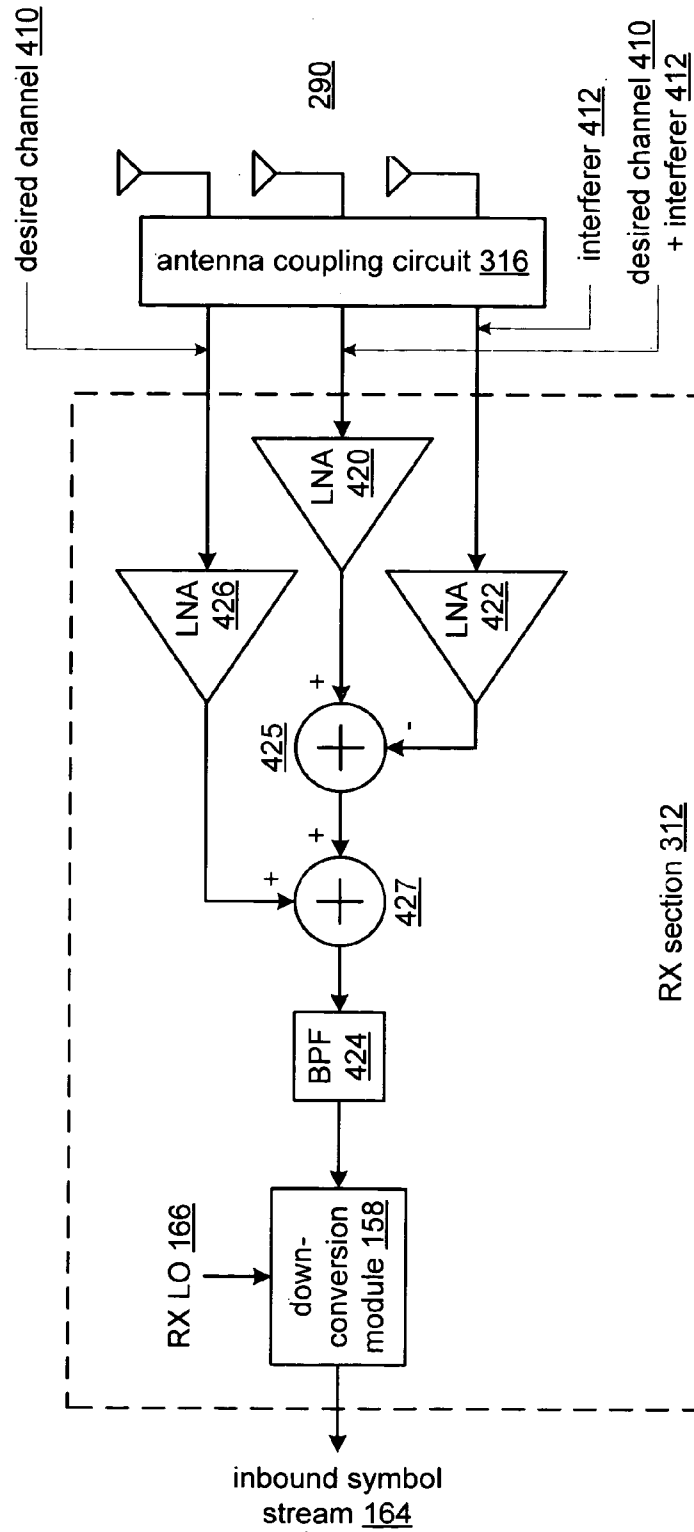 desired channel 410
290
antenna coupling circuit 316
interferer 412
desired channel 410
+ interferer 412
LNA
426
LNA
420
LNA
422
+
-
425
+
+
+
+
427
BPF
424
RX LO 166
down-
conversion
module 158
inbound symbol
stream 164
RX section 312